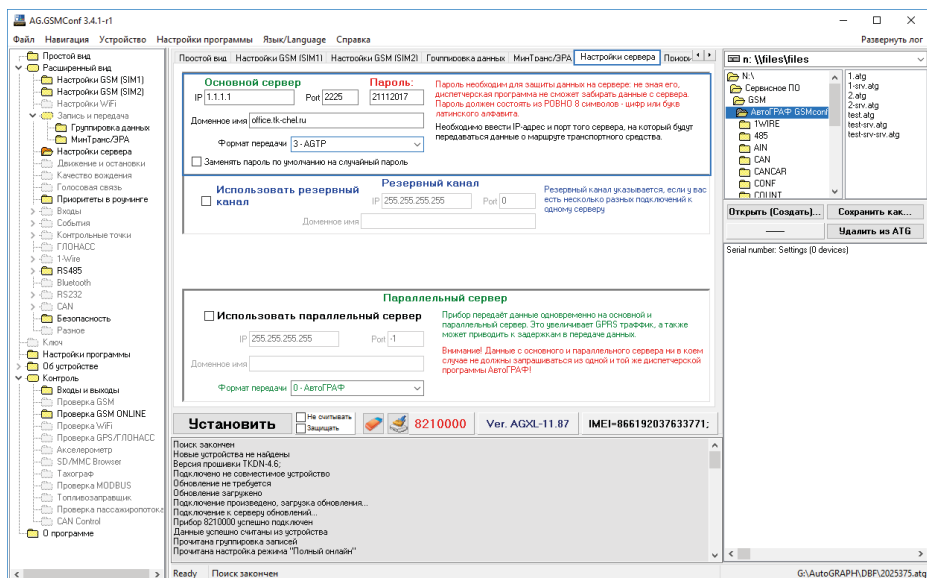 AG.GSMConf 3.4.1-r1
Файл Навигация Устройство Настройки программы Язык/Language Справка Развернуть лог
Простой вид
Расширенный вид
Настройки GSM (SIM1)
Настройки GSM (SIM2)
Настройки WiFi
Запись и передача
Группировка данных
МинТранс/ЭРА
Настройки сервера
Движение и остановки
Качество вождения
Голосовая связь
Приоритеты в роуминге
Входы
События
Контрольные точки
ГЛОНАСС
1-Wire
RS485
Bluetooth
RS232
CAN
Безопасность
Разное
Ключ
Настройки программы
Об устройстве
Контроль
Входы и выходы
Проверка GSM
Проверка GSM ONLINE
Проверка WiFi
Проверка GPS/ГЛОНАСС
Акселерометр
SD/MMC Browser
Тахограф
Проверка MODBUS
Топливозаправщик
Проверка пассажиропотока
CAN Control
О программе
Простой вид Настройки GSM (SIM1) Настройки GSM (SIM2) Группировка данных МинТранс/ЭРА Настройки сервера Поиск
Основной сервер Пароль:
IP 1.1.1.1 Port 2225 21112017
Доменное имя office.tk-chel.ru
Формат передачи 3 - AGTP
Заменять пароль по умолчанию на случайный пароль
Пароль необходим для защиты данных на сервере: не зная его,
диспетчерская программа не сможет забирать данные с сервера.
Пароль должен состоять из РОВНО 8 символов - цифр или букв
латинского алфавита.
Необходимо ввести IP-адрес и порт того сервера, на который будут
передаваться данные о маршруте транспортного средства.
Использовать резервный
канал
Резервный канал
IP 255.255.255.255 Port 0
Доменное имя
Резервный канал указывается, если у вас
есть несколько разных подключений к
одному серверу
Параллельный сервер
Использовать параллельный сервер
IP 255.255.255.255 Port -1
Доменное имя
Формат передачи 0 - АвтоГРАФ
Прибор передаёт данные одновременно на основной и
параллельный сервер. Это увеличивает GPRS траффик, а также
может приводить к задержкам в передаче данных.
Внимание! Данные с основного и параллельного сервера ни в коем
случае не должны запрашиваться из одной и той же диспетчерской
программы АвтоГРАФ!
Установить
Не считывать
Защищать
8210000 Ver. AGXL-11.87 IMEI=866192037633771;
Поиск закончен
Новые устройства не найдены
Версия прошивки TKDN-4.6;
Подключено не совместимое устройство
Обновление не требуется
Обновление загружено
Подключение произведено, загрузка обновления...
Подключение к серверу обновлений...
Прибор 8210000 успешно подключен
Данные успешно считаны из устройства
Прочитана группировка записей
Прочитана настройка режима "Полный онлайн"
n: \\files\files
N:\
Сервисное ПО
GSM
АвтоГРАФ GSMconf
1WIRE
485
AIN
CAN
CANCAR
CONF
COUNT
1.atg
1-srv.atg
2.atg
2-srv.atg
test.atg
test-srv.atg
test-srv-srv.atg
Открыть (Создать)... Сохранить как...
Удалить из ATG
Serial number: Settings (0 devices)
Ready Поиск закончен G:\AutoGRAPH\DBF\2025375.atg